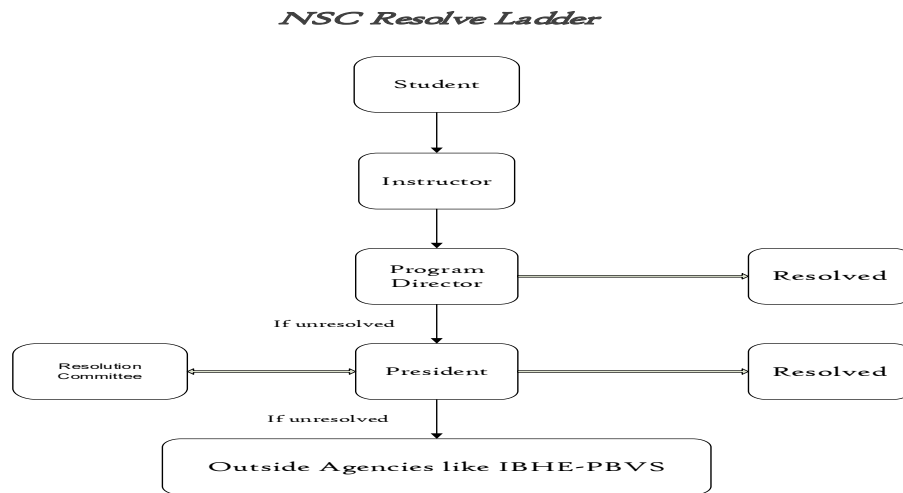 NSC Resolve Ladder
Student
Instructor
Program
Director
Resolved
If unresolved
Resolution
Committee
President
Resolved
If unresolved
Outside Agencies like IBHE-PBVS